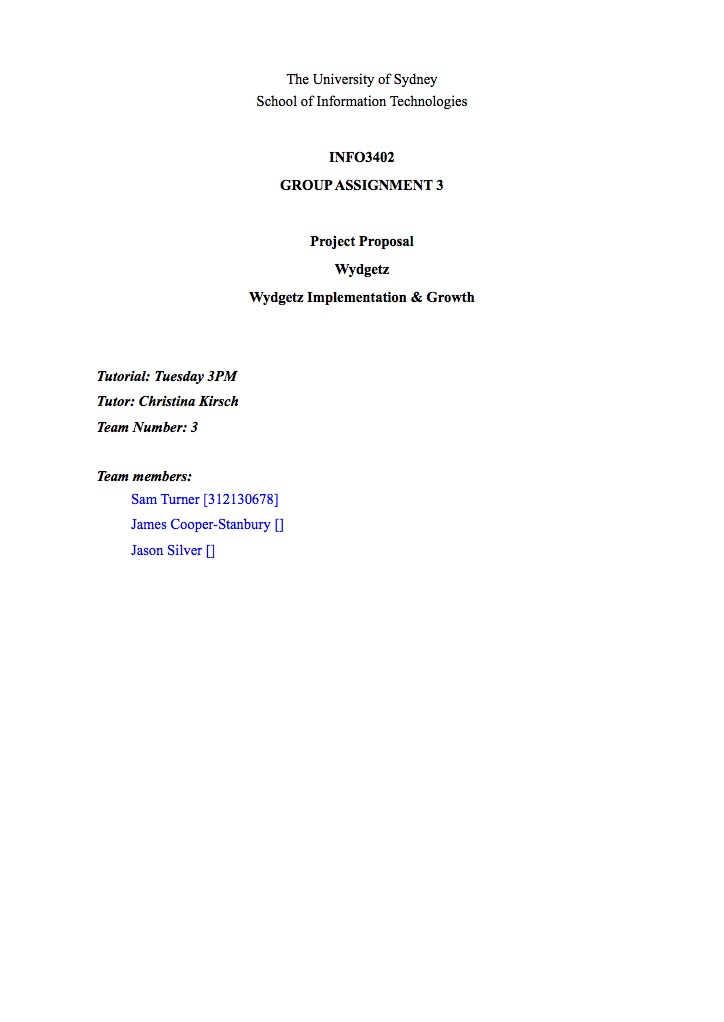 The University of Sydney
School of Information Technologies
INFO3402
GROUP ASSIGNMENT 3
Project Proposal
Wydgetz
Wydgetz Implementation & Growth
Tutorial: Tuesday 3PM
Tutor: Christina Kirsch
Team Number: 3
Team members:
Sam Turner [312130678]
James Cooper-Stanbury []
Jason Silver []